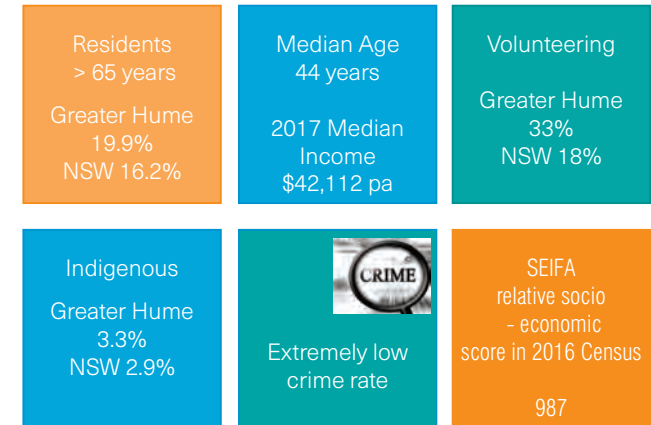 Residents
> 65 years
Greater Hume
19.9%
NSW 16.2%
Median Age
44 years
2017 Median
Income
$42,112 pa
Volunteering
Greater Hume
33%
NSW 18%
Indigenous
Greater Hume
3.3%
NSW 2.9%
CRIME
Extremely low
crime rate
SEIFA
relative socio
- economic
score in 2016 Census
987